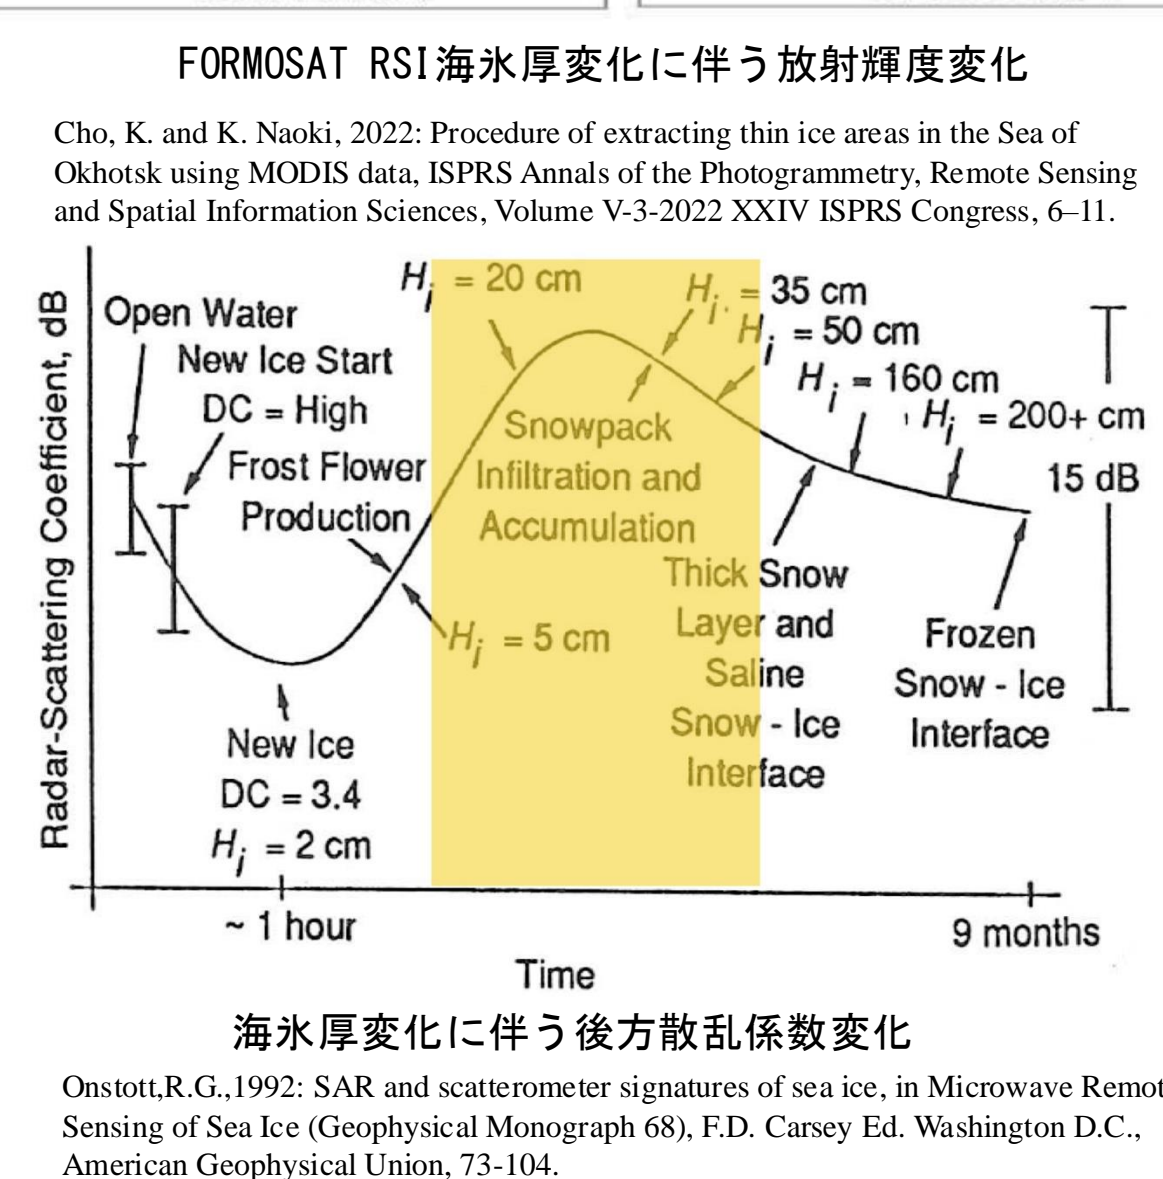 FORMOSAT RSI海氷厚変化に伴う放射輝度変化
Cho, K. and K. Naoki, 2022: Procedure of extracting thin ice areas in the Sea of
Okhotsk using MODIS data, ISPRS Annals of the Photogrammetry, Remote Sensing
and Spatial Information Sciences, Volume V-3-2022 XXIV ISPRS Congress, 6–11.
Radar-Scattering Coefficient, dB
Open Water
New Ice Start
DC = High
Frost Flower
Production
Hi = 20 cm
Hi = 35 cm
Hi = 50 cm
Hi = 160 cm
Hi = 200+ cm
15 dB
Snowpack
Infiltration and
Accumulation
Hi = 5 cm
Thick Snow
Layer and
Saline
Snow - Ice
Interface
Frozen
Snow - Ice
Interface
New Ice
DC = 3.4
Hi = 2 cm
~ 1 hour
9 months
Time
海氷厚変化に伴う後方散乱係数変化
Onstott,R.G.,1992: SAR and scatterometer signatures of sea ice, in Microwave Remot
Sensing of Sea Ice (Geophysical Monograph 68), F.D. Carsey Ed. Washington D.C.,
American Geophysical Union, 73-104.